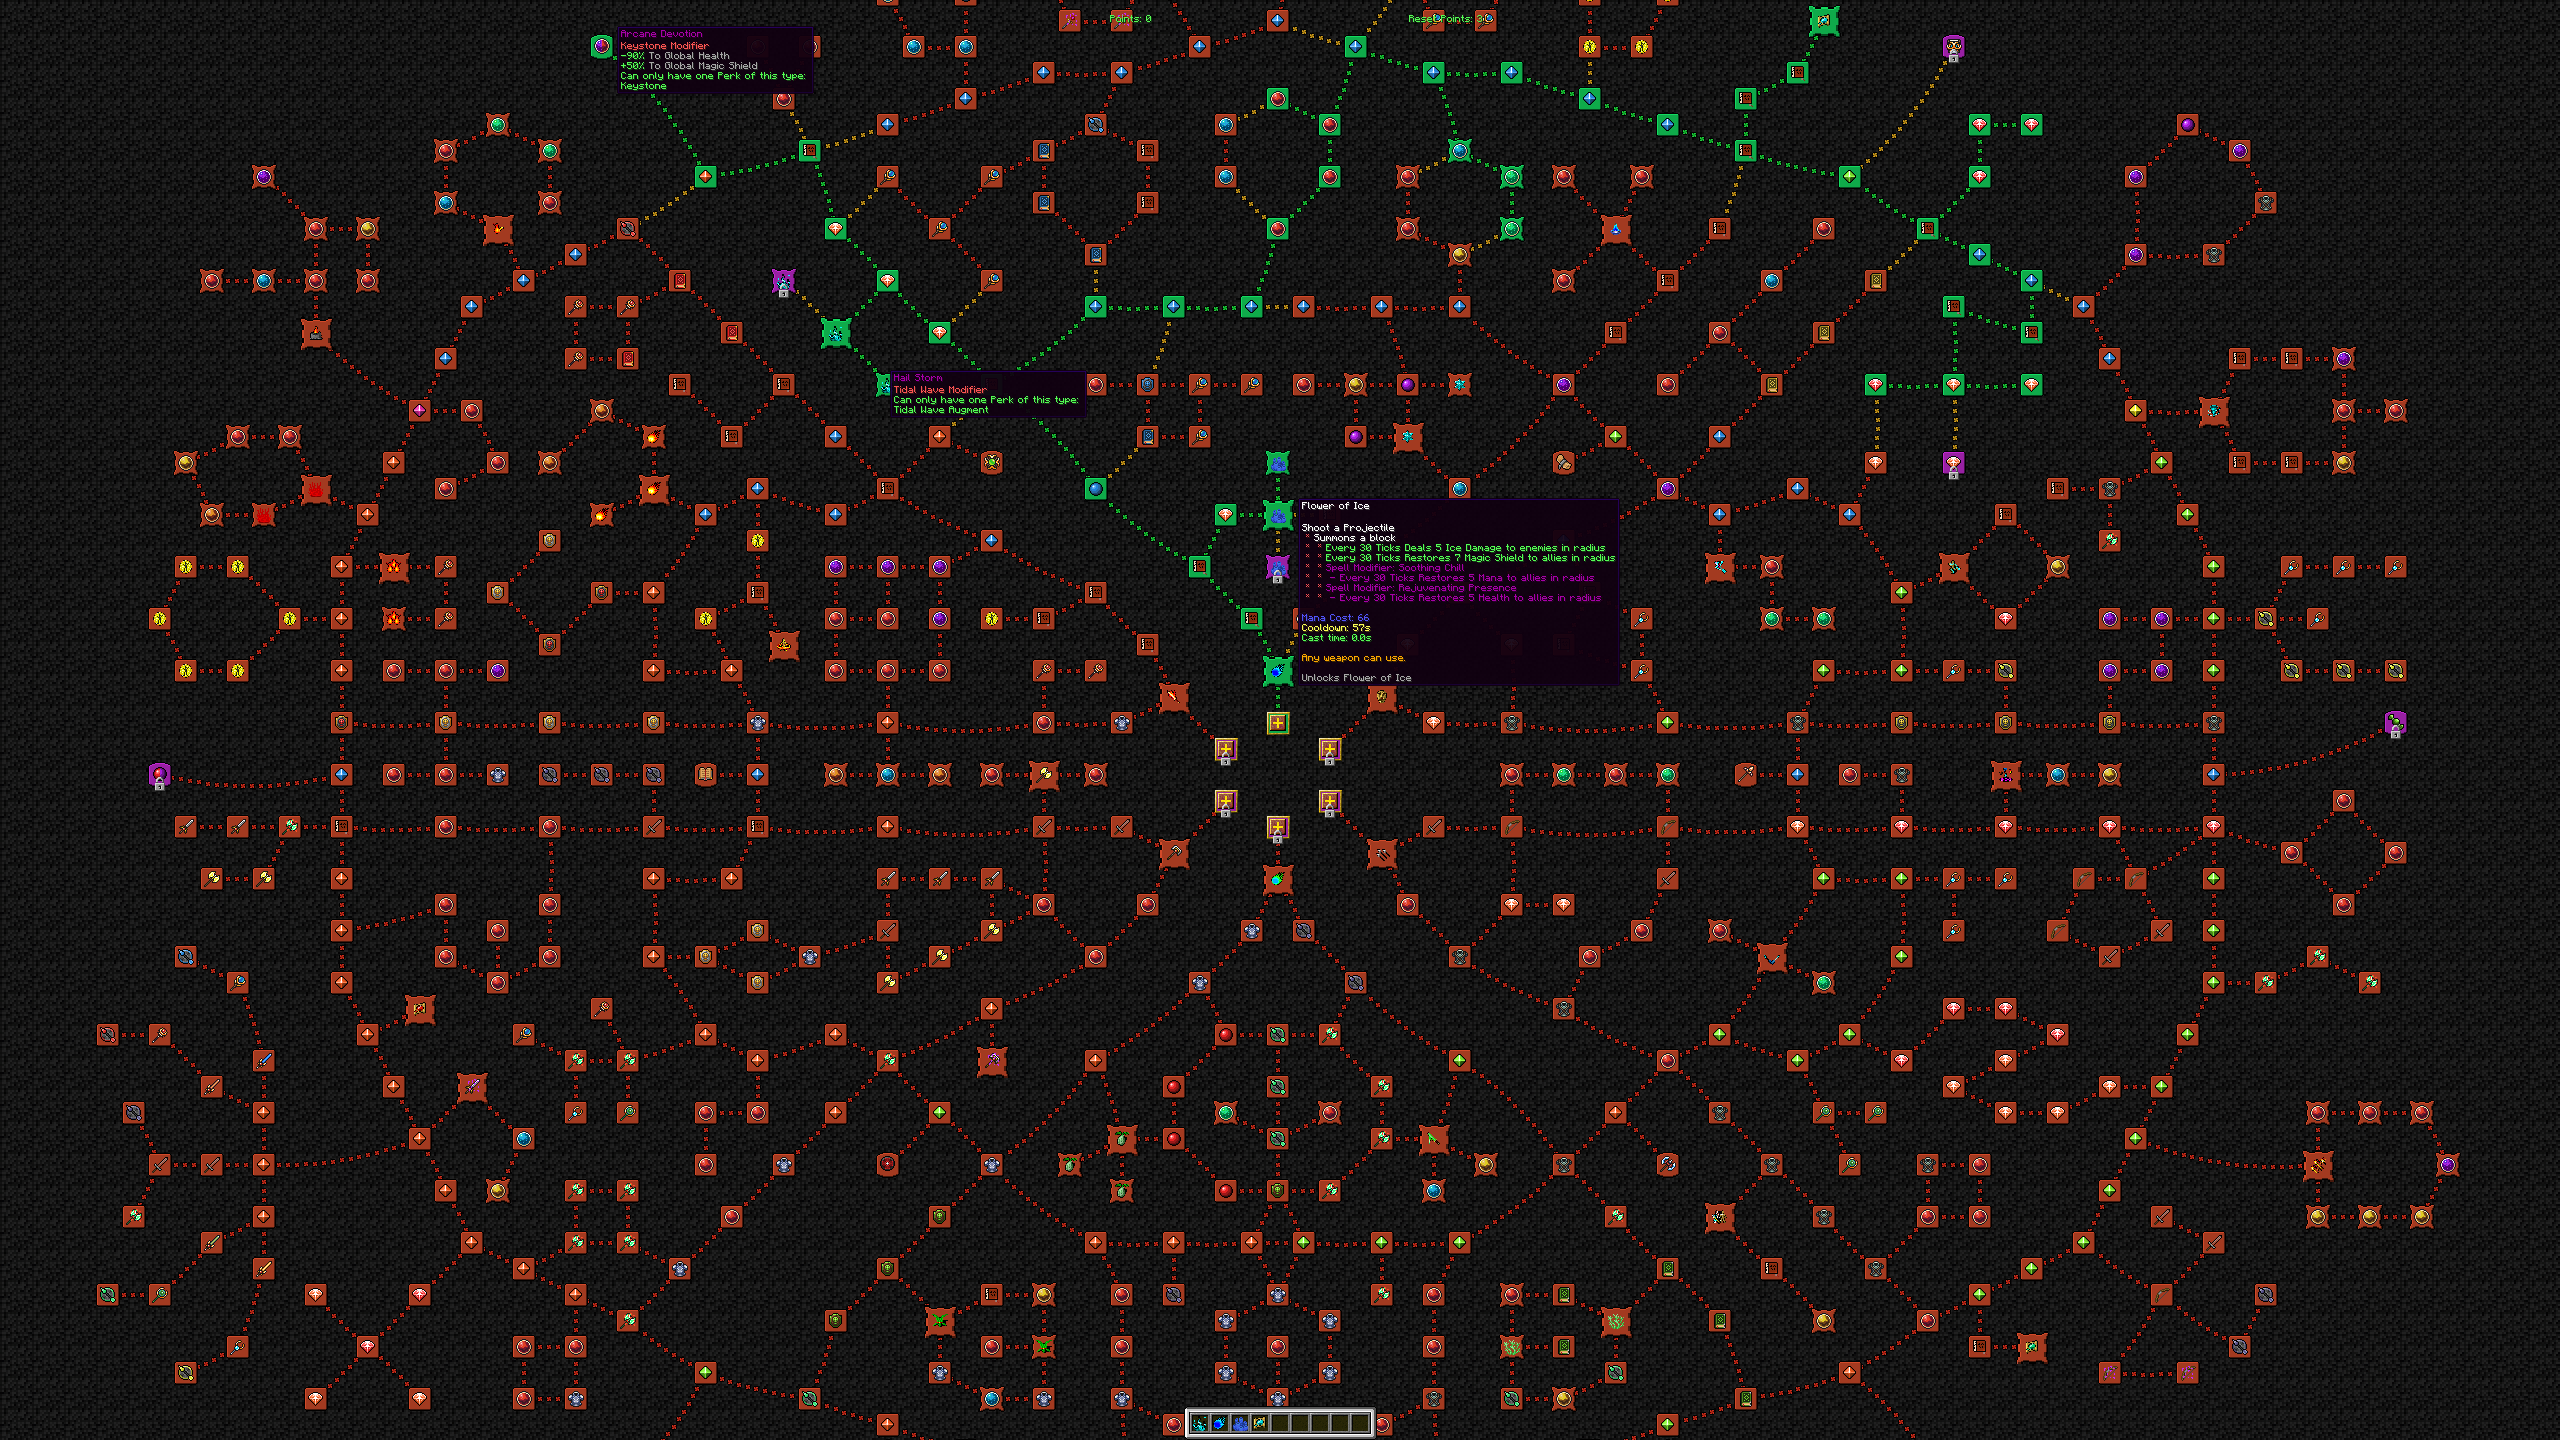 Points: 0
Arcane Devotion
Keystone Modifier
-90% To Global Health
+50% To Global Magic Shield
Can only have one Perk of this type:
Keystone
Hail Storm
Tidal Wave Modifier
Can only have one Perk of this type:
Tidal Wave Augment
Flower of Ice
Shoot a Projectile
Summons a block
* * Every 30 Ticks Deals 5 Ice Damage to enemies in radius
* * Every 30 Ticks Restores 7 Magic Shield to allies in radius
* * Spell Modifier: Soothing Chill
* * - Every 30 Ticks Restores 5 Mana to allies in radius
* * Spell Modifier: Rejuvenating Presence
* * - Every 30 Ticks Restores 5 Health to allies in radius
Mana Cost: 66
Cooldown: 57s
Cast time: 0.0s
Any weapon can use.
Unlocks Flower of Ice